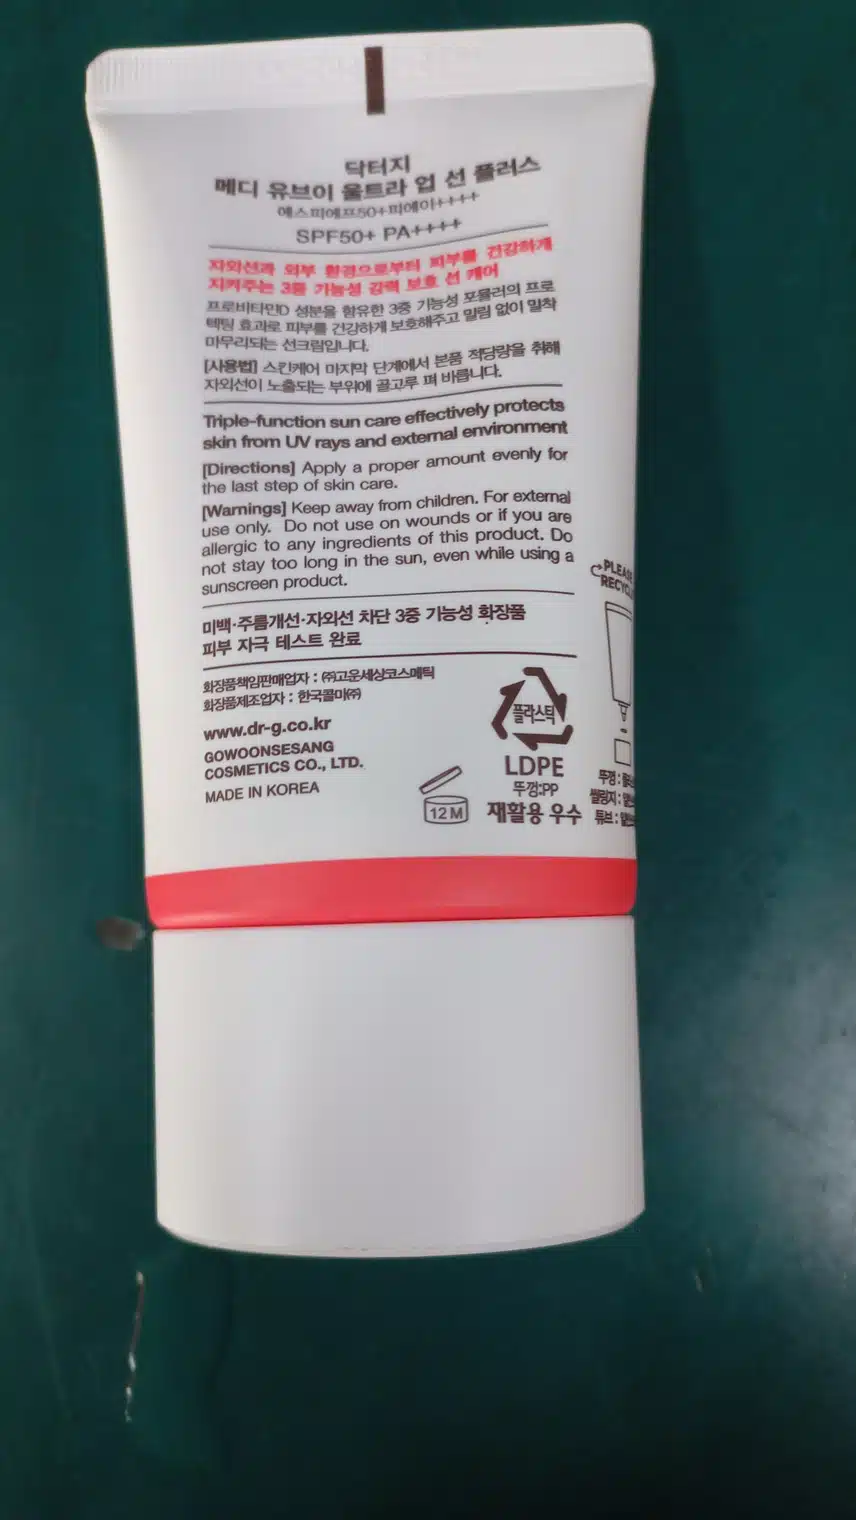 닥터지
메디 유브이 울트라 업 선 플러스
에스피에프50+피에이++++
SPF50+ PA++++
자외선과 외부 환경으로부터 피부를 건강하게
지켜주는 3중 기능성 강력 보호 선 케어
프로비타민D 성분을 함유한 3중 기능성 포뮬러의 프로
텍팅 효과로 피부를 건강하게 보호해주고 밀림 없이 밀착
마무리되는 선크림입니다.
[사용법] 스킨케어 마지막 단계에서 본품 적당량을 취해
자외선이 노출되는 부위에 골고루 펴 바릅니다.
Triple-function sun care effectively protects
skin from UV rays and external environment
[Directions] Apply a proper amount evenly for
the last step of skin care.
[Warnings] Keep away from children. For external
use only. Do not use on wounds or if you are
allergic to any ingredients of this product. Do
not stay too long in the sun, even while using a
sunscreen product.
미백·주름개선·자외선 차단 3중 기능성 화장품
피부 자극 테스트 완료
화장품책임판매업자 : ㈜고운세상코스메틱
화장품제조업자 : 한국콜마㈜
www.dr-g.co.kr
GOWOONSESANG
COSMETICS CO., LTD.
MADE IN KOREA
12M
플라스틱
LDPE
뚜껑:PP
재활용 우수
PLEASE
뚜껑 :
씰링지 :
튜브 :